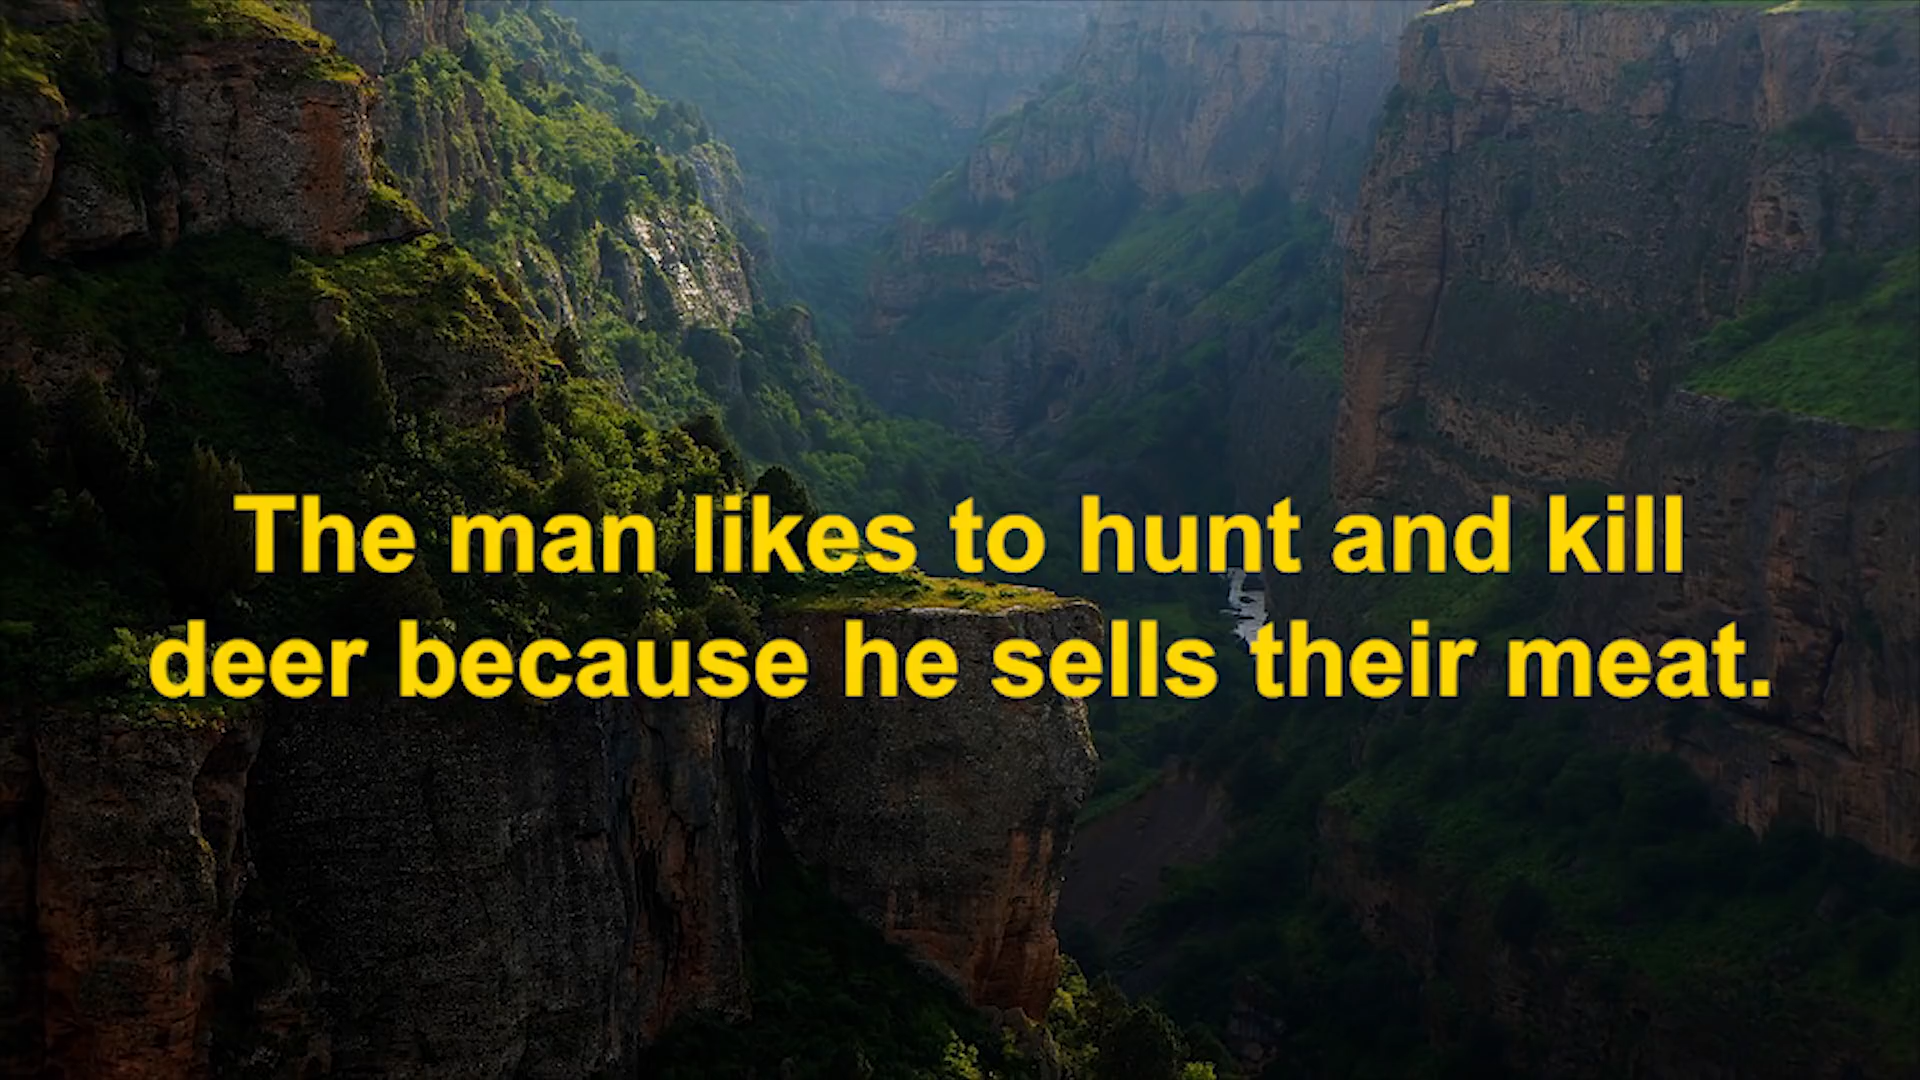 The man likes to hunt and kill
deer because he sells their meat.